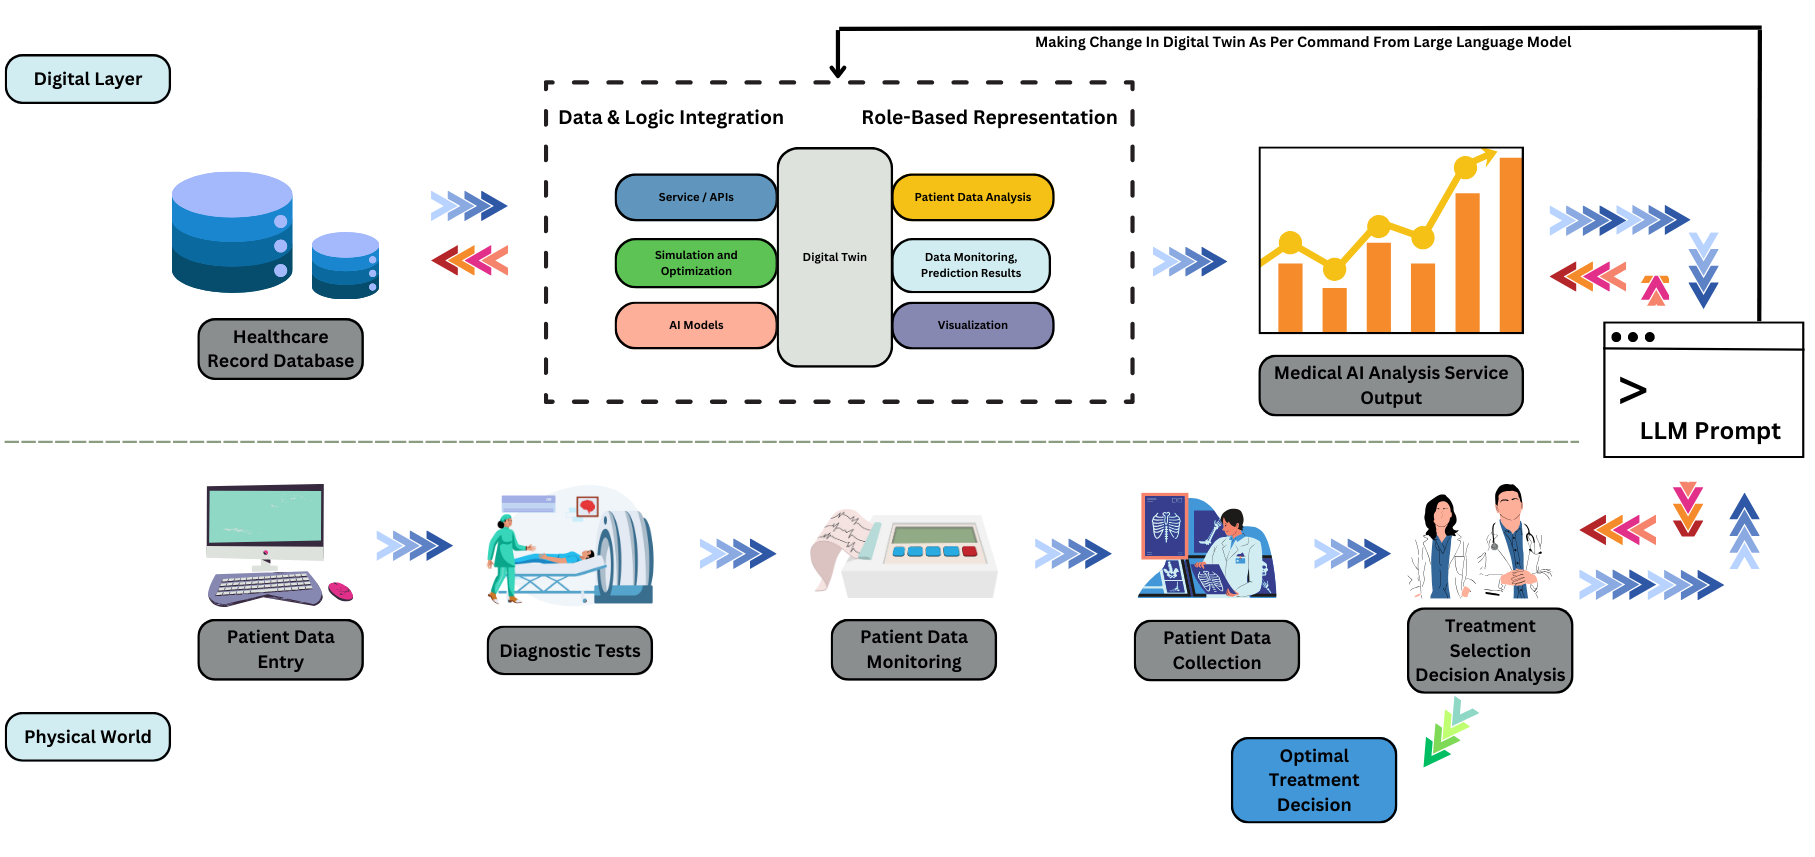 Making Change In Digital Twin As Per Command From Large Language Model
Digital Layer
Data & Logic Integration
Role-Based Representation
Service / APIs
Patient Data Analysis
Digital Twin
Simulation and
Optimization
Data Monitoring,
Prediction Results
AI Models
Visualization
Healthcare
Record Database
Medical AI Analysis Service
Output
>
LLM Prompt
Patient Data
Entry
Diagnostic Tests
Patient Data
Monitoring
Patient Data
Collection
Treatment
Selection
Decision Analysis
Physical World
Optimal
Treatment
Decision